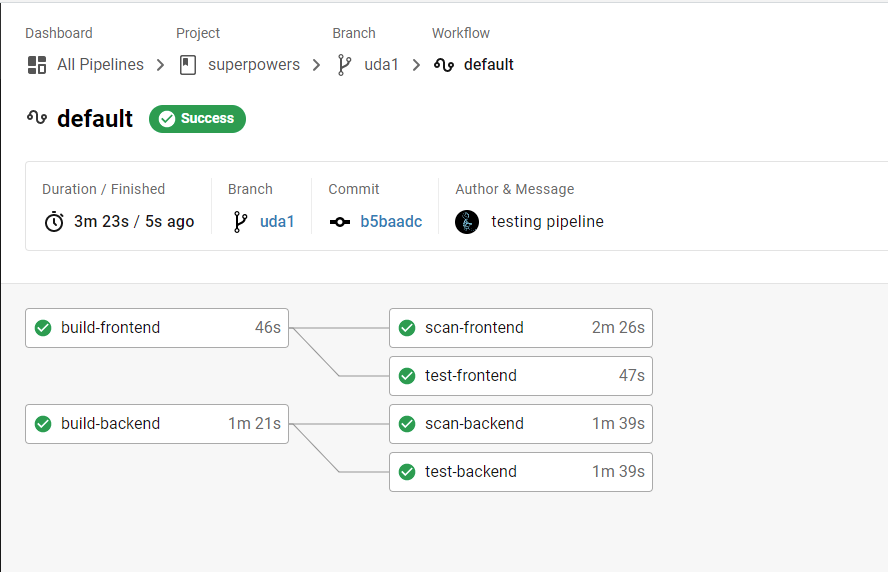 Dashboard Project Branch Workflow
All Pipelines superpowers uda1 default
default Success
Duration / Finished Branch Commit Author & Message
3m 23s / 5s ago uda1 b5baadc testing pipeline
build-frontend 46s scan-frontend 2m 26s
test-frontend 47s
build-backend 1m 21s scan-backend 1m 39s
test-backend 1m 39s